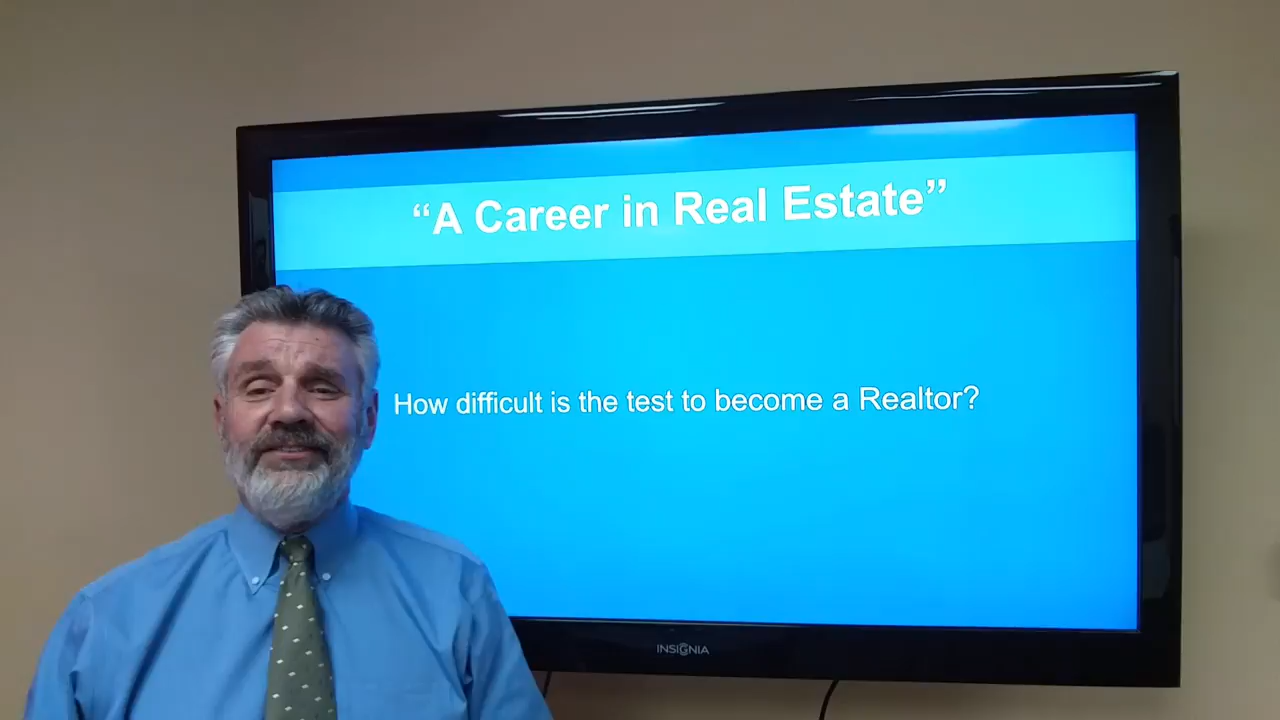 “A Career in Real Estate”
How difficult is the test to become a Realtor?
INSIGNIA